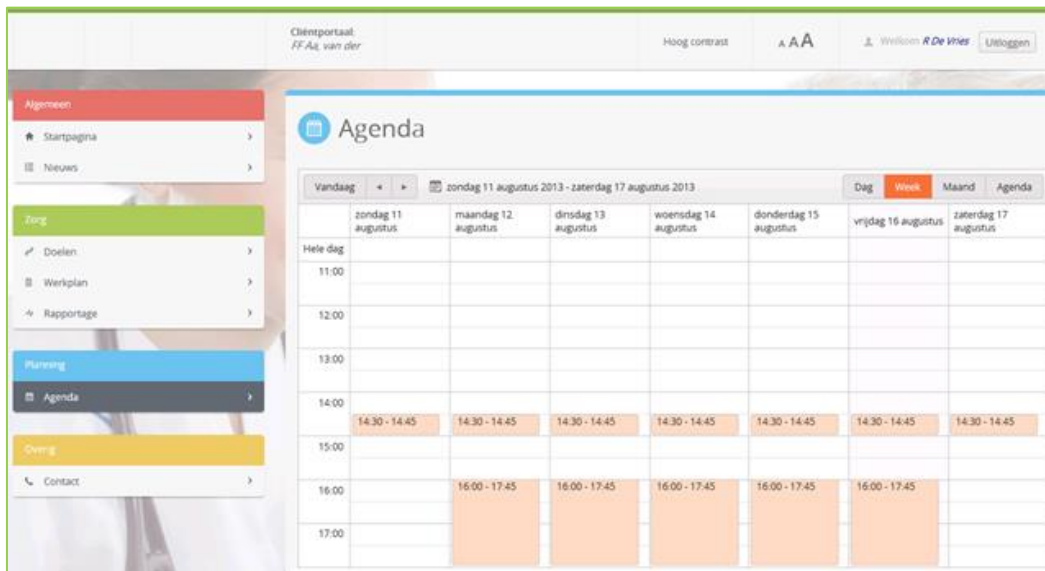 Cliëntportaal:
FF Aa, van der
Hoog contrast
A A A
Welkom R De Vries
Uitloggen
Algemeen
Startpagina
Nieuws
Zorg
Doelen
Werkplan
Rapportage
Planning
Agenda
Overig
Contact
Agenda
Vandaag
zondag 11 augustus 2013 - zaterdag 17 augustus 2013
Dag Week Maand Agenda
zondag 11
augustus
maandag 12
augustus
dinsdag 13
augustus
woensdag 14
augustus
donderdag 15
augustus
vrijdag 16 augustus
zaterdag 17
augustus
Hele dag
11:00
12:00
13:00
14:00
14:30 - 14:45 14:30 - 14:45 14:30 - 14:45 14:30 - 14:45 14:30 - 14:45 14:30 - 14:45 14:30 - 14:45
15:00
16:00
16:00 - 17:45 16:00 - 17:45 16:00 - 17:45 16:00 - 17:45 16:00 - 17:45
17:00